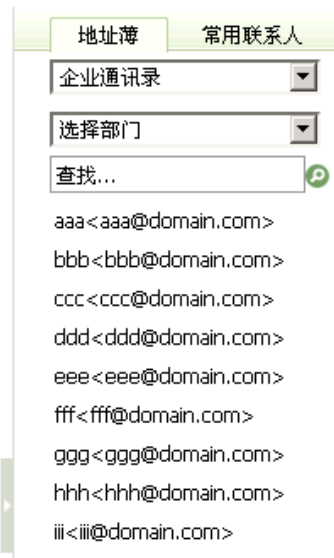 地址薄 常用联系人
企业通讯录
选择部门
查找...
aaa<aaa@domain.com>
bbb<bbb@domain.com>
ccc<ccc@domain.com>
ddd<ddd@domain.com>
eee<eee@domain.com>
fff<fff@domain.com>
ggg<ggg@domain.com>
hhh<hhh@domain.com>
iii<iii@domain.com>